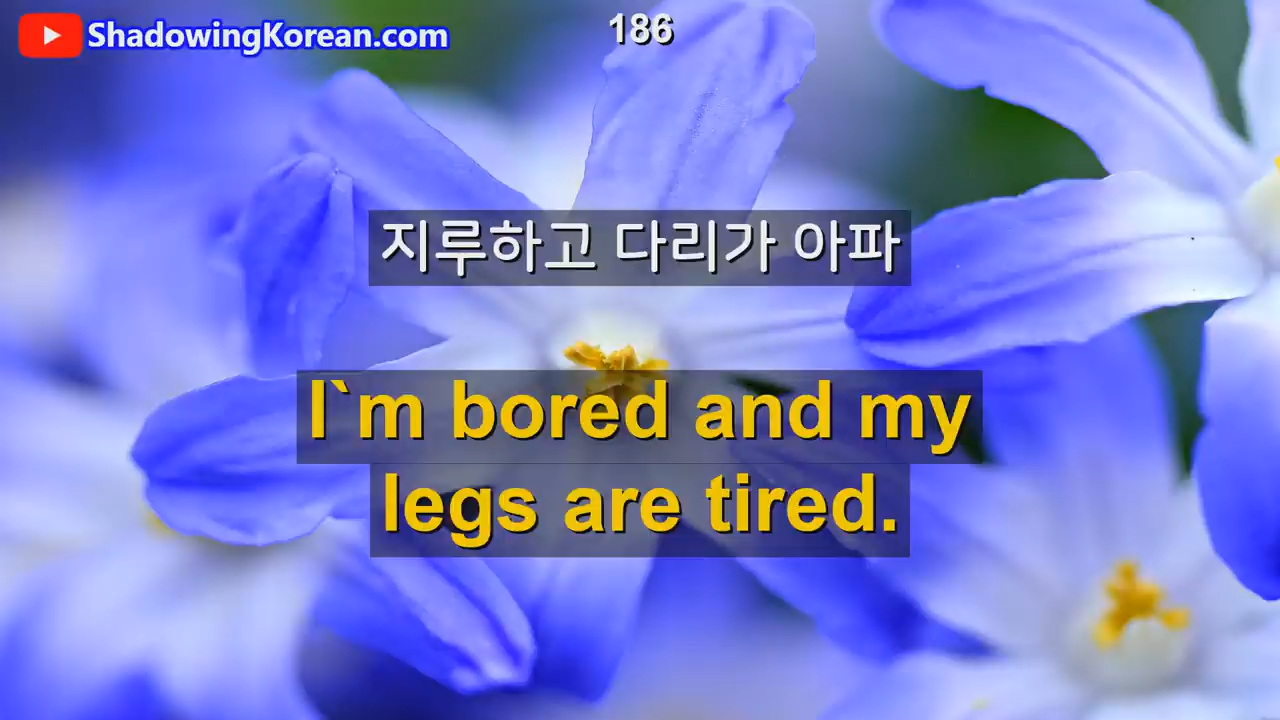 ShadowingKorean.com
186
지루하고 다리가 아파
I`m bored and my
legs are tired.